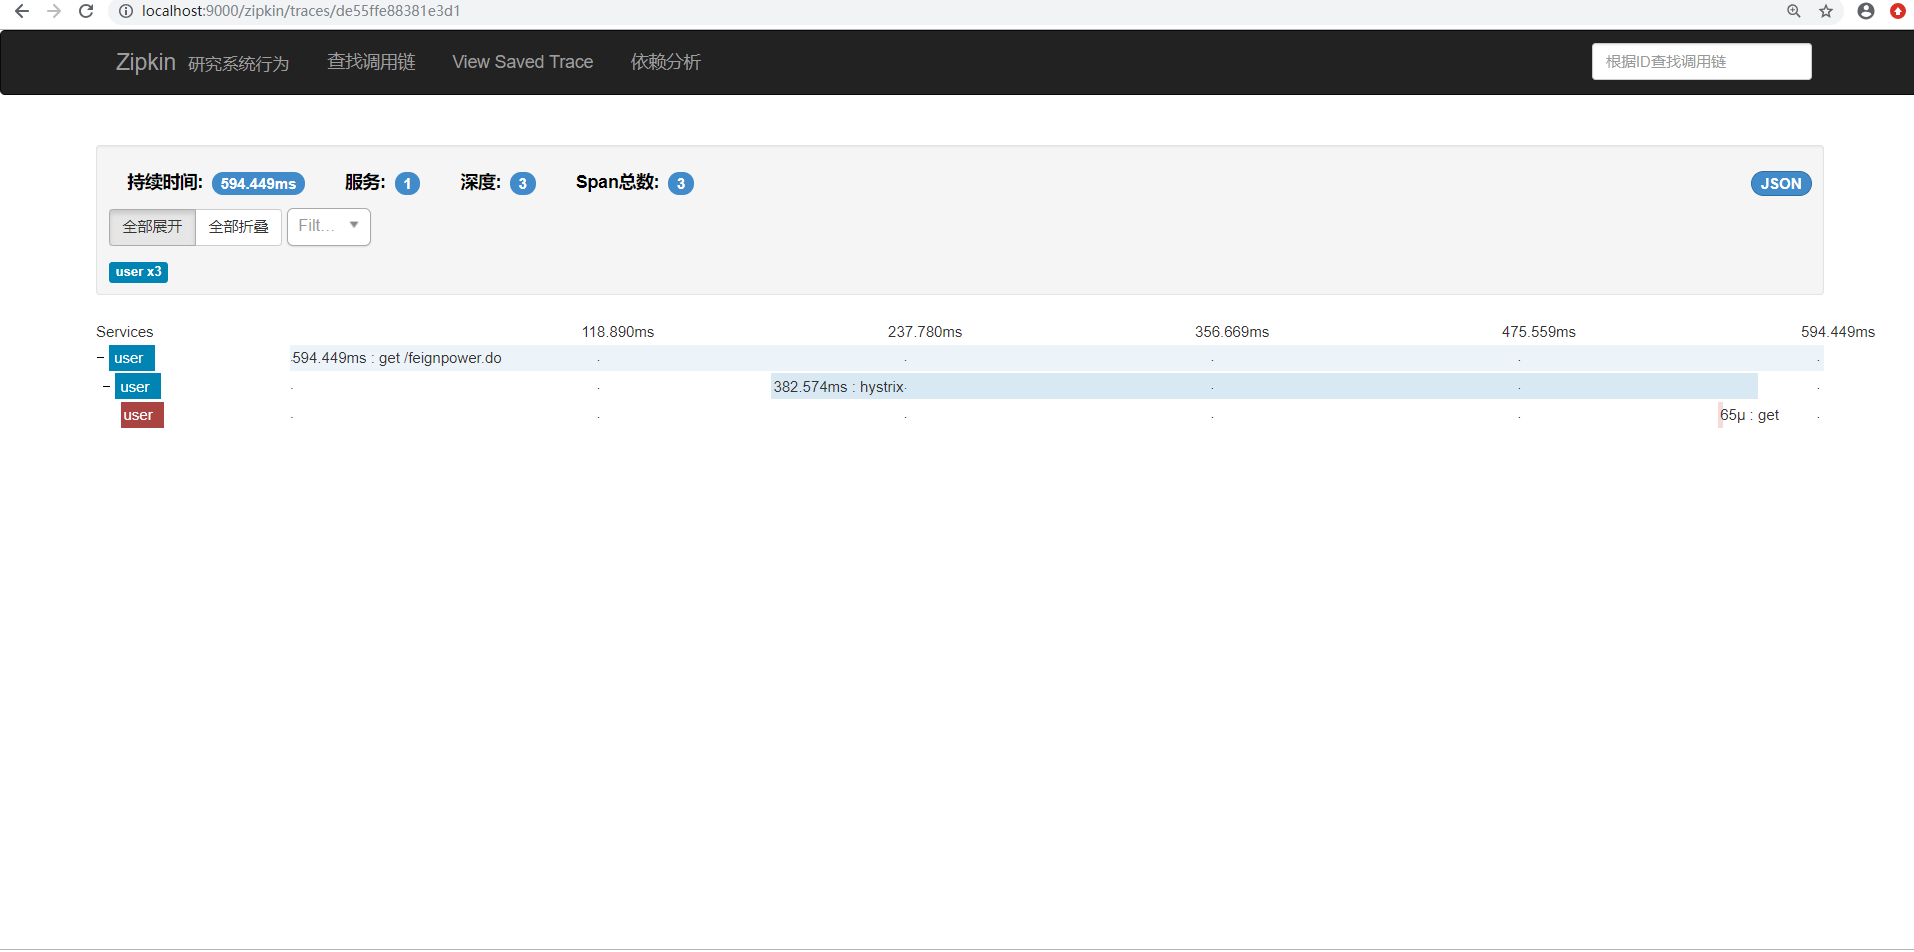 localhost:9000/zipkin/traces/de55ffe88381e3d1
Zipkin 研究系统行为 查找调用链 View Saved Trace 依赖分析 根据ID查找调用链
持续时间: 594.449ms 服务: 1 深度: 3 Span总数: 3 JSON
全部展开 全部折叠 Filt...
user x3
Services 118.890ms 237.780ms 356.669ms 475.559ms 594.449ms
user 594.449ms : get /feignpower.do
user 382.574ms : hystrix
user 65μ : get